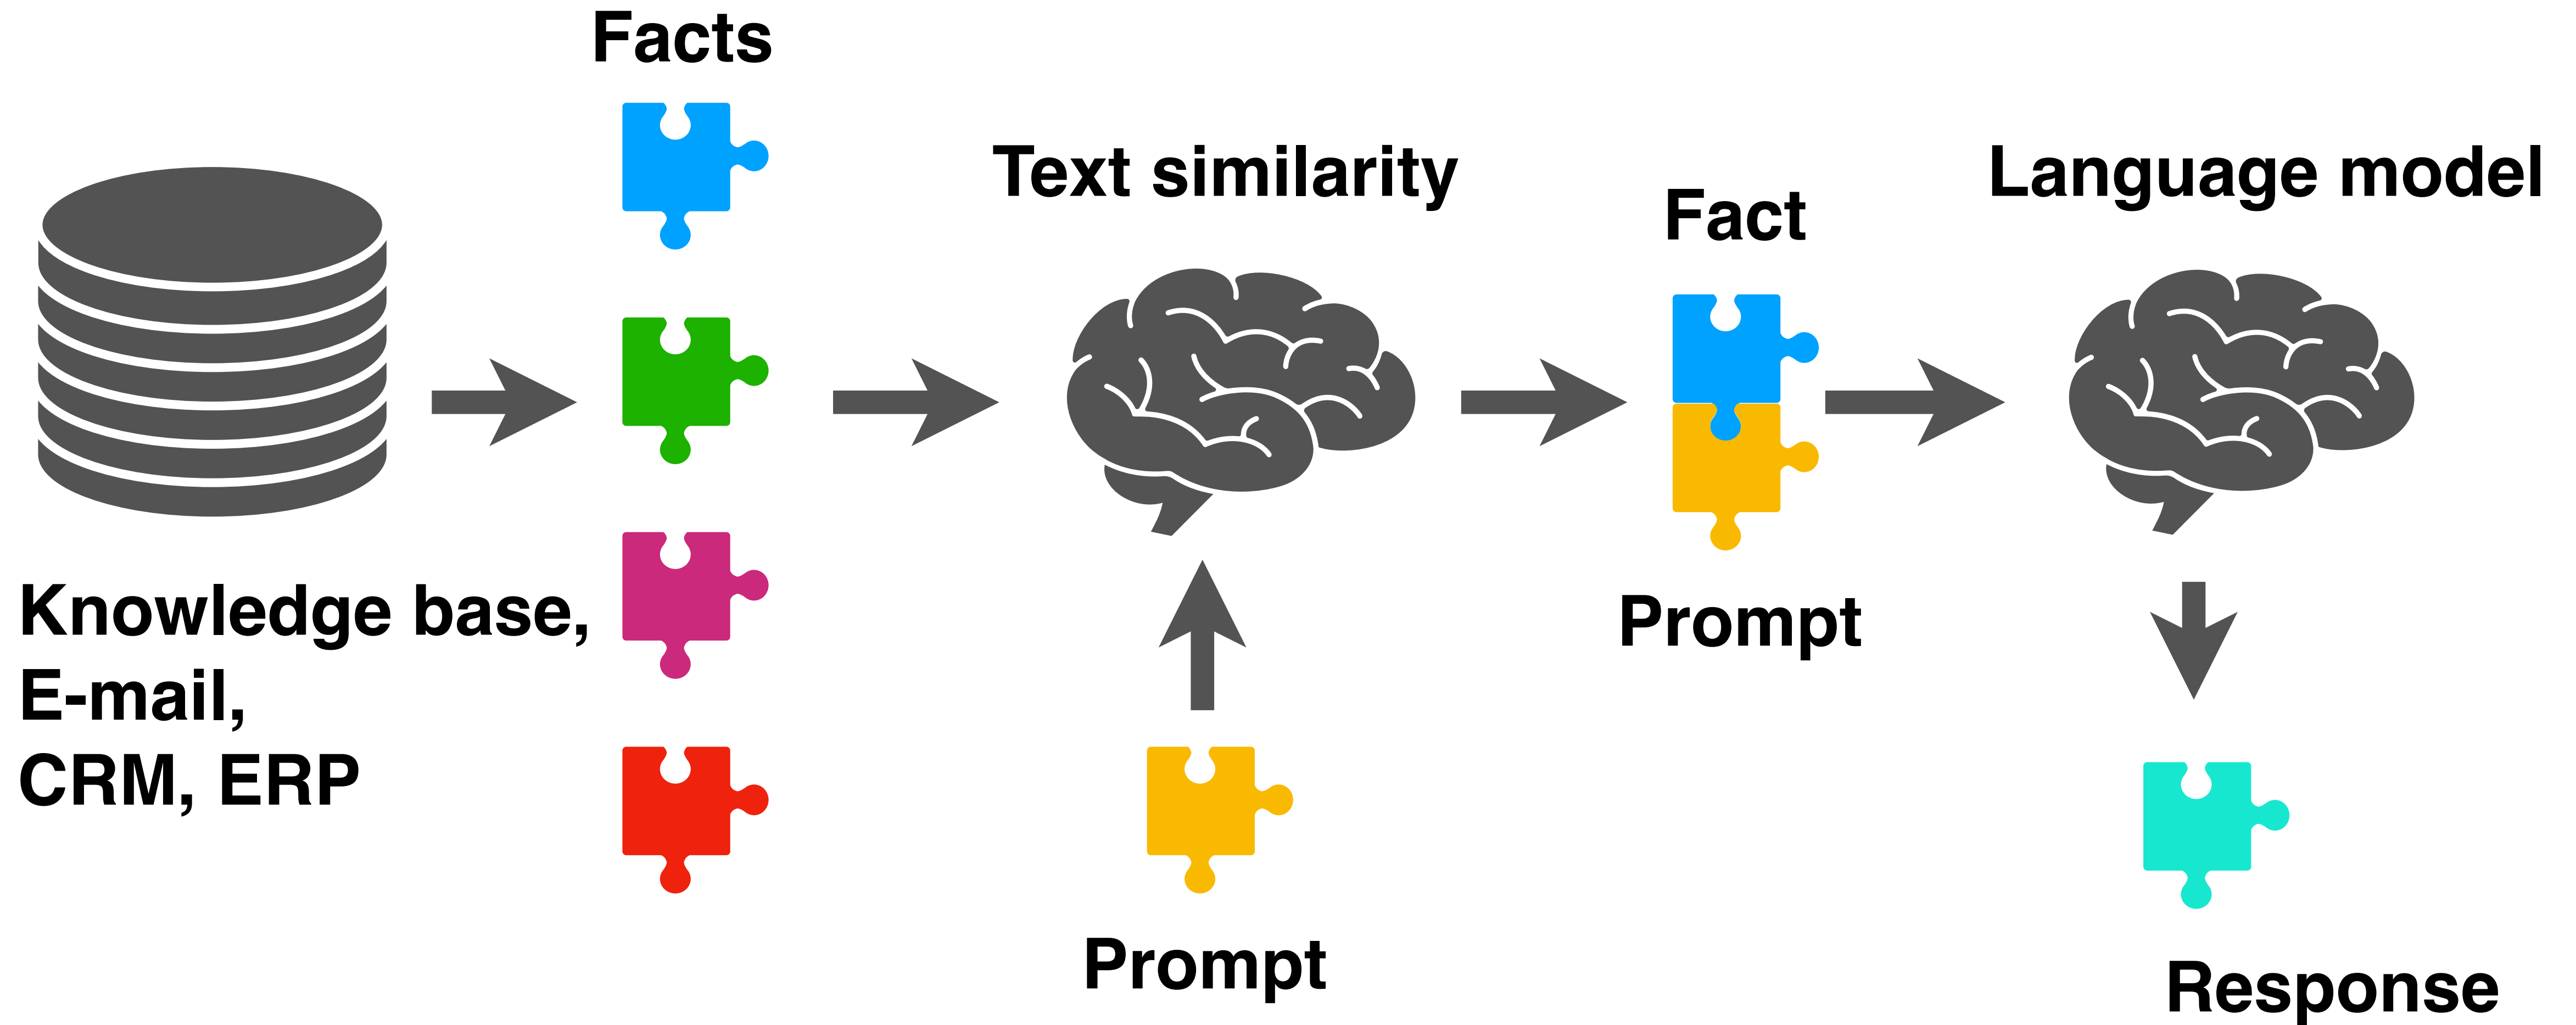 Facts
Knowledge base,
E-mail,
CRM, ERP
Text similarity
Prompt
Fact
Prompt
Language model
Response